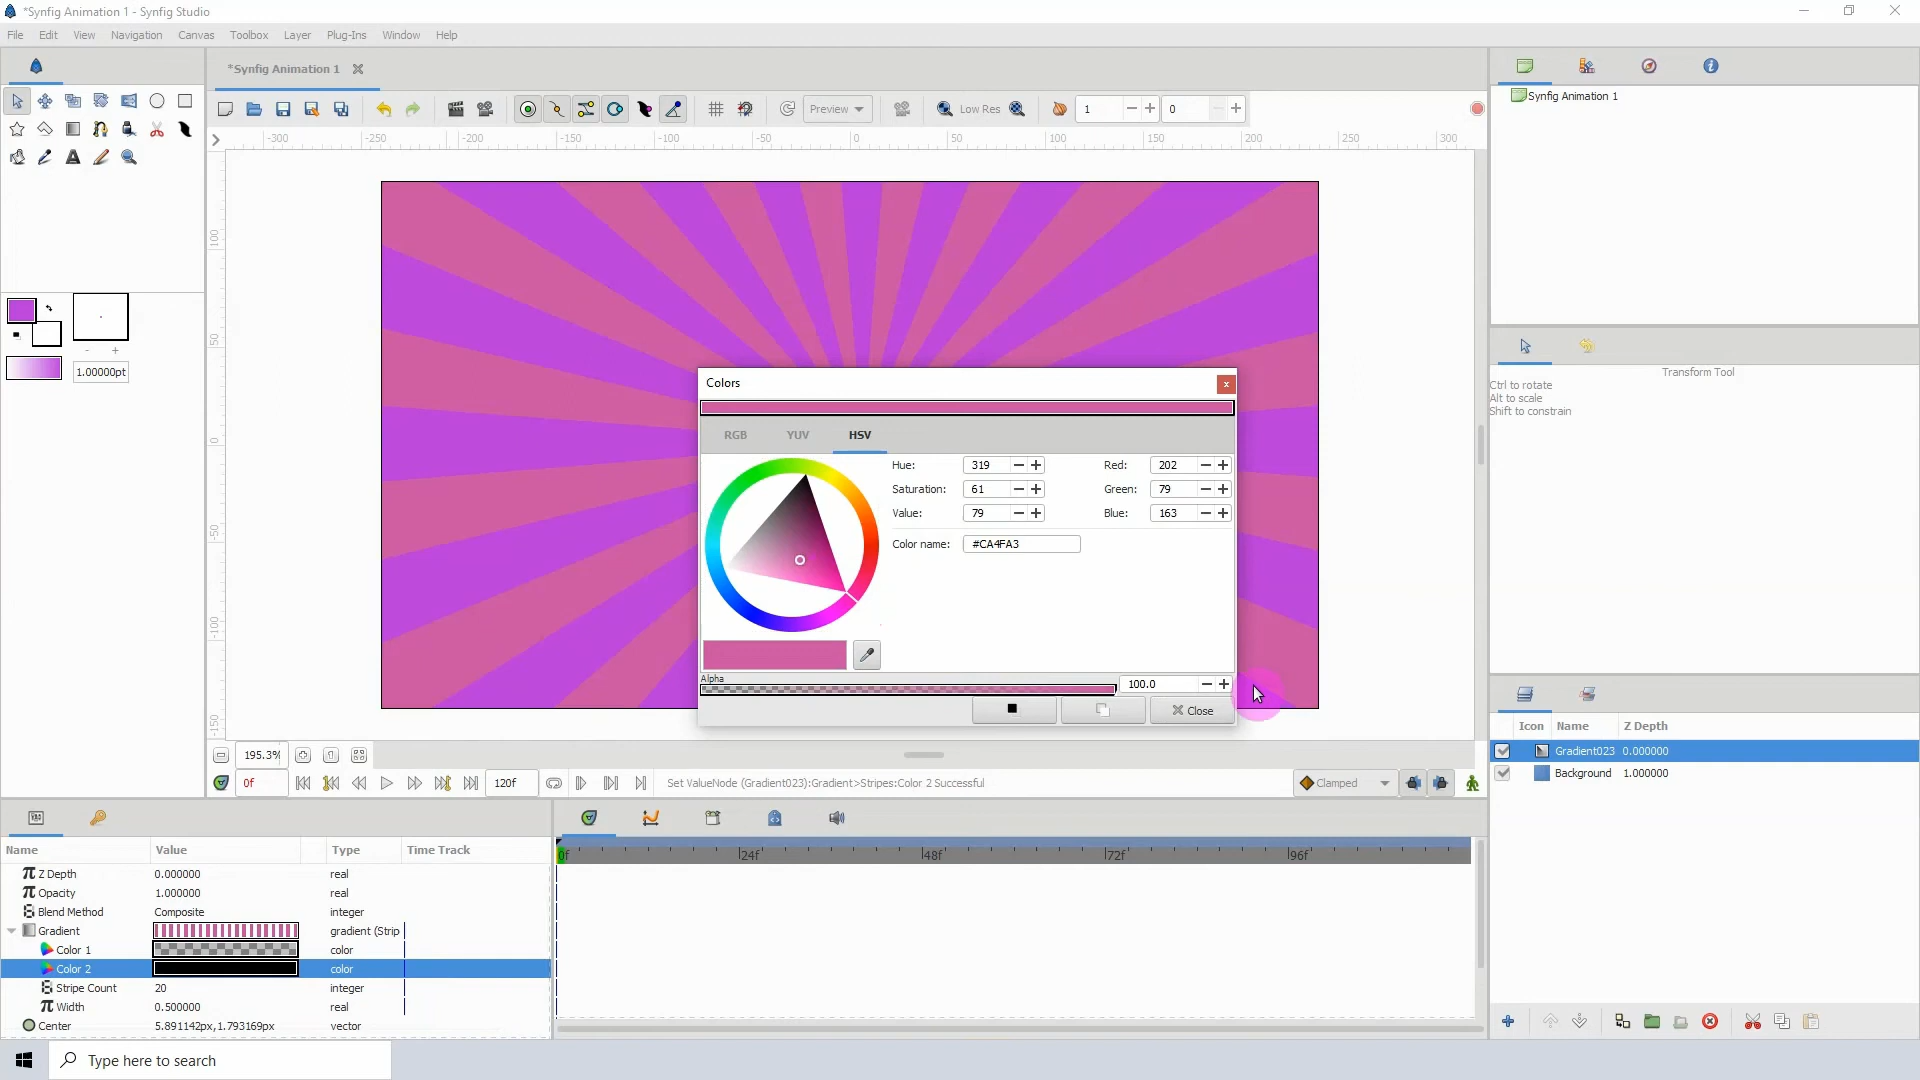 *Synfig Animation 1 - Synfig Studio
File Edit View Navigation Canvas Toolbox Layer Plug-Ins Window Help
*Synfig Animation 1
Preview Low Res 1 0
-300 -250 -200 -150 -100 -50 0 50 100 150 200 250 300
100
50
0
-50
-100
-150
- +
1.00000pt
Colors
RGB YUV HSV
Hue: 319 Red: 202
Saturation: 61 Green: 79
Value: 79 Blue: 163
Color name: #CA4FA3
Alpha 100.0
Close
Synfig Animation 1
Transform Tool
Ctrl to rotate
Alt to scale
Shift to constrain
Icon Name Z Depth
Gradient023 0.000000
Background 1.000000
195.3%
0f 120f Set ValueNode (Gradient023):Gradient>Stripes:Color 2 Successful Clamped
Name Value Type Time Track
0f 24f 48f 72f 96f
Z Depth 0.000000 real
Opacity 1.000000 real
Blend Method Composite integer
Gradient gradient (Strip
Color 1 color
Color 2 color
Stripe Count 20 integer
Width 0.500000 real
Center 5.891142px,1.793169px vector
Type here to search